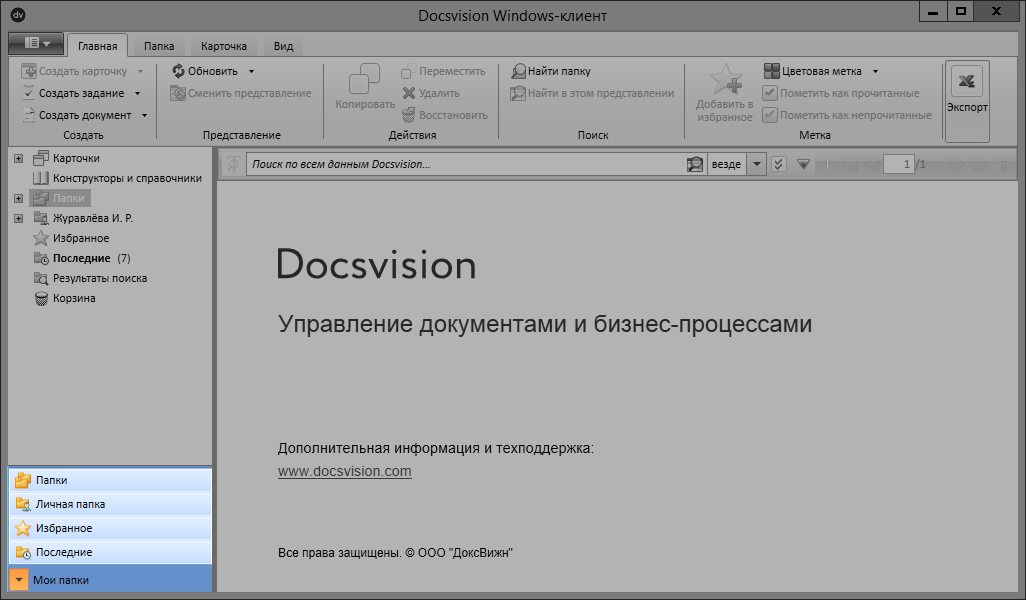 dv
Docsvision Windows-клиент
Главная Папка Карточка Вид
Создать карточку Обновить Копировать Переместить Найти папку Добавить в избранное Цветовая метка Экспорт
Создать задание Сменить представление Удалить Найти в этом представлении Пометить как прочитанные
Создать документ Восстановить Пометить как непрочитанные
Создать Представление Действия Поиск Метка
Поиск по всем данным Docsvision... везде 1 /1
Карточки
Конструкторы и справочники
Папки
Журавлёва И. Р.
Избранное
Последние (7)
Результаты поиска
Корзина
Docsvision
Управление документами и бизнес-процессами
Дополнительная информация и техподдержка:
www.docsvision.com
Все права защищены. © ООО "ДоксВижн"
Папки
Личная папка
Избранное
Последние
Мои папки